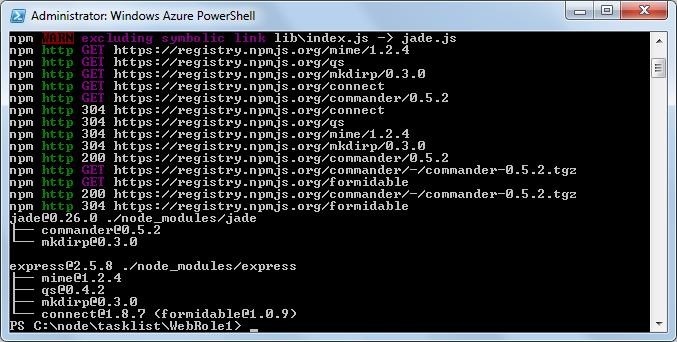 Administrator: Windows Azure PowerShell
npm WARN excluding symbolic link lib\index.js -> jade.js
npm http GET https://registry.npmjs.org/mime/1.2.4
npm http GET https://registry.npmjs.org/qs
npm http GET https://registry.npmjs.org/mkdirp/0.3.0
npm http GET https://registry.npmjs.org/connect
npm http GET https://registry.npmjs.org/commander/0.5.2
npm http 304 https://registry.npmjs.org/connect
npm http 304 https://registry.npmjs.org/qs
npm http 304 https://registry.npmjs.org/mime/1.2.4
npm http 304 https://registry.npmjs.org/mkdirp/0.3.0
npm http 200 https://registry.npmjs.org/commander/0.5.2
npm http GET https://registry.npmjs.org/commander/-/commander-0.5.2.tgz
npm http GET https://registry.npmjs.org/formidable
npm http 200 https://registry.npmjs.org/commander/-/commander-0.5.2.tgz
npm http 304 https://registry.npmjs.org/formidable
jade@0.26.0 ./node_modules/jade
├── commander@0.5.2
└── mkdirp@0.3.0
express@2.5.8 ./node_modules/express
├── mime@1.2.4
├── qs@0.4.2
├── mkdirp@0.3.0
└── connect@1.8.7 (formidable@1.0.9)
PS C:\node\tasklist\WebRole1> _